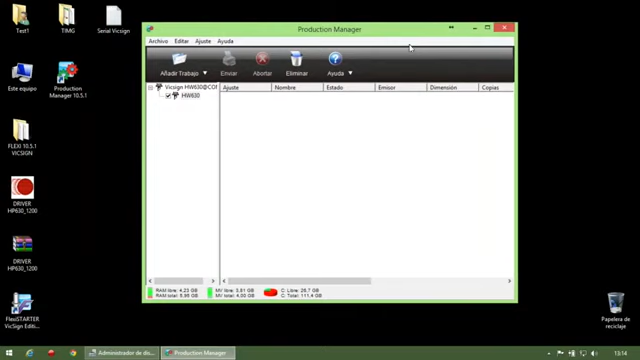 Test1
TIMG
Serial Vicsign
Este equipo
Production
Manager 10.5.1
FLEXI 10.5.1
VICSIGN
DRIVER
HP630_1200
DRIVER
HP630_1200
FlexiSTARTER
VicSign Editi...
Production Manager
Archivo Editar Ajuste Ayuda
Añadir Trabajo Enviar Abortar Eliminar Ayuda
Vicsign HW630@CO
HW630
Ajuste Nombre Estado Emisor Dimensión Copias
RAM libre: 4,23 GB MV libre: 3,91 GB C: Libre: 26,7 GB
RAM total: 5,95 GB MV total: 4,00 GB C: Total: 111,4 GB
Papelera de
reciclaje
Administrador de dis... Production Manager 13:14